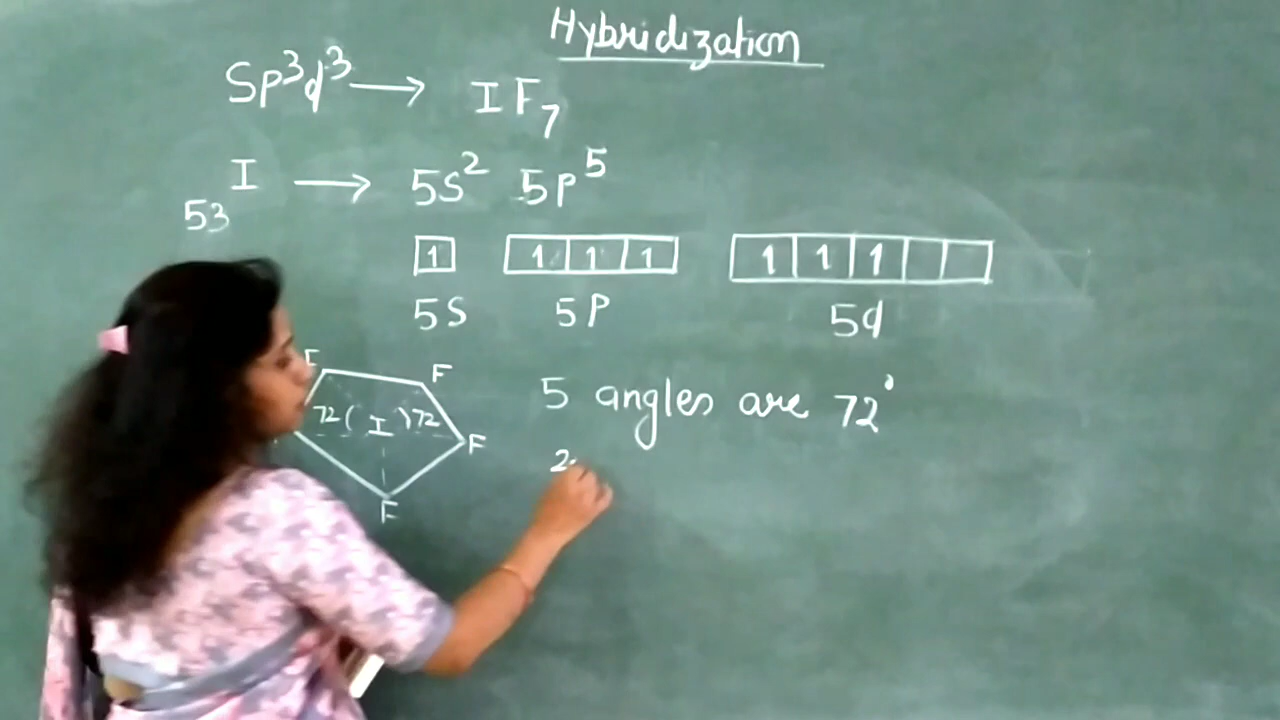 Hybridization
Sp³d³ → IF₇
₅₃I → 5S² 5P⁵
1 1 1 1 1 1 1
5S 5P 5d
F F
72 ( I ) 72
F
F
5 angles are 72°
2